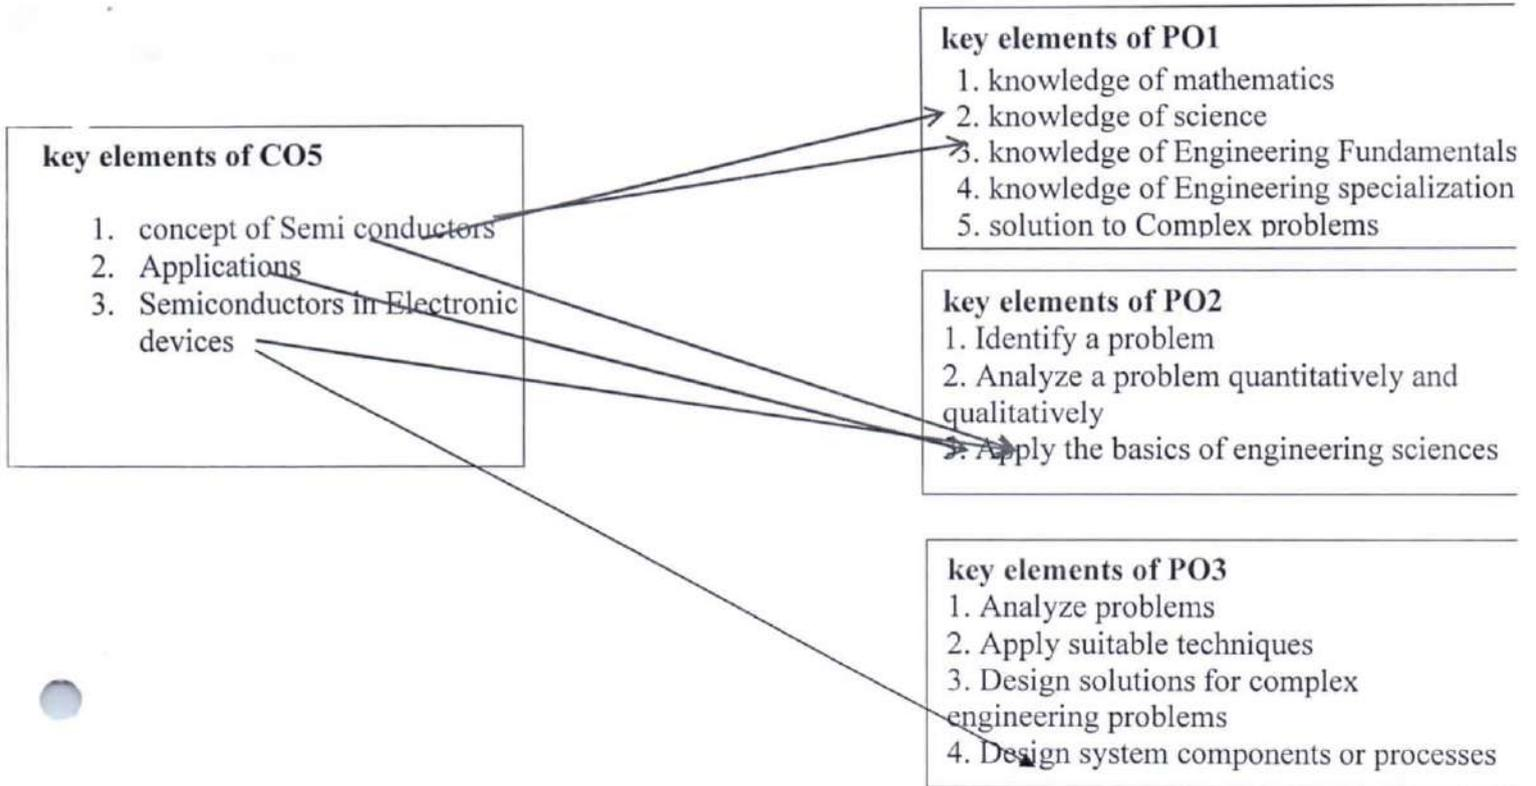 key elements of CO5
1. concept of Semi conductors
2. Applications
3. Semiconductors in Electronic
devices
key elements of PO1
1. knowledge of mathematics
2. knowledge of science
3. knowledge of Engineering Fundamentals
4. knowledge of Engineering specialization
5. solution to Complex problems
key elements of PO2
1. Identify a problem
2. Analyze a problem quantitatively and
qualitatively
3. Apply the basics of engineering sciences
key elements of PO3
1. Analyze problems
2. Apply suitable techniques
3. Design solutions for complex
engineering problems
4. Design system components or processes